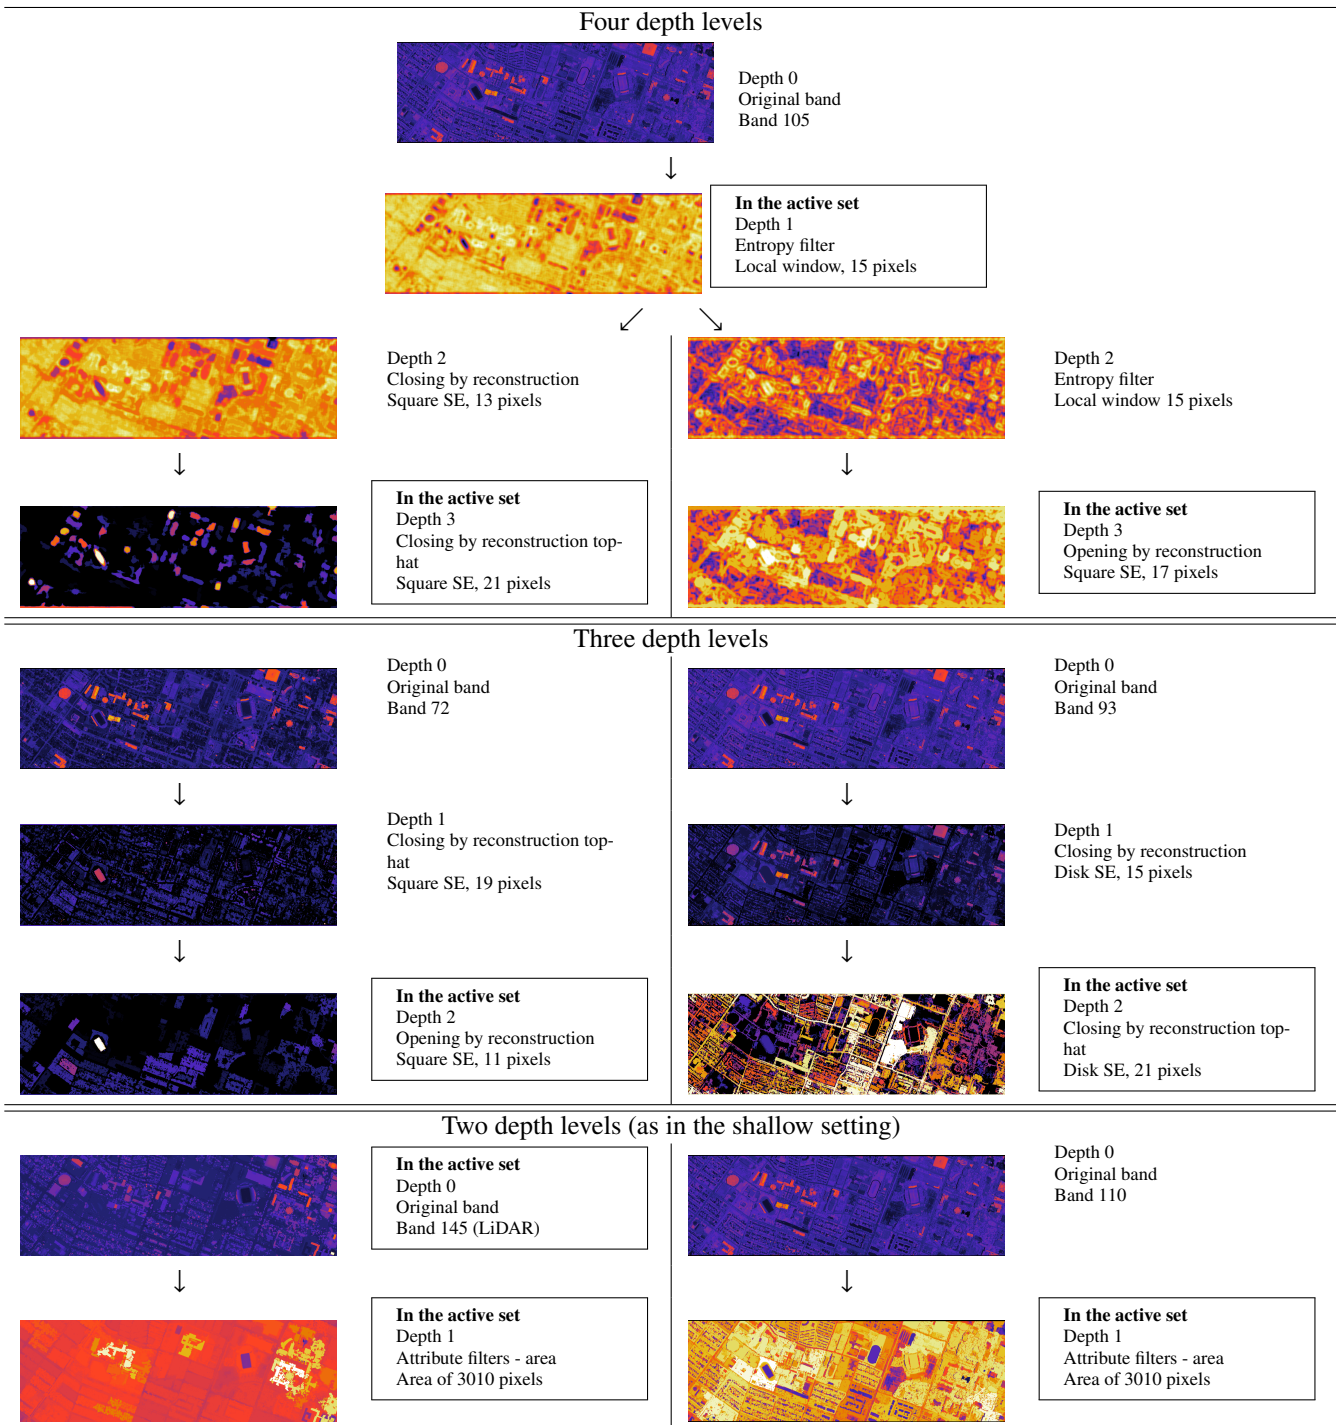 Four depth levels
Depth 0
Original band
Band 105
↓
In the active set
Depth 1
Entropy filter
Local window, 15 pixels
↙ ↘
Depth 2
Closing by reconstruction
Square SE, 13 pixels
Depth 2
Entropy filter
Local window 15 pixels
↓ ↓
In the active set
Depth 3
Closing by reconstruction top-
hat
Square SE, 21 pixels
In the active set
Depth 3
Opening by reconstruction
Square SE, 17 pixels
Three depth levels
Depth 0
Original band
Band 72
Depth 0
Original band
Band 93
↓ ↓
Depth 1
Closing by reconstruction top-
hat
Square SE, 19 pixels
Depth 1
Closing by reconstruction
Disk SE, 15 pixels
↓ ↓
In the active set
Depth 2
Opening by reconstruction
Square SE, 11 pixels
In the active set
Depth 2
Closing by reconstruction top-
hat
Disk SE, 21 pixels
Two depth levels (as in the shallow setting)
In the active set
Depth 0
Original band
Band 145 (LiDAR)
Depth 0
Original band
Band 110
↓ ↓
In the active set
Depth 1
Attribute filters - area
Area of 3010 pixels
In the active set
Depth 1
Attribute filters - area
Area of 3010 pixels